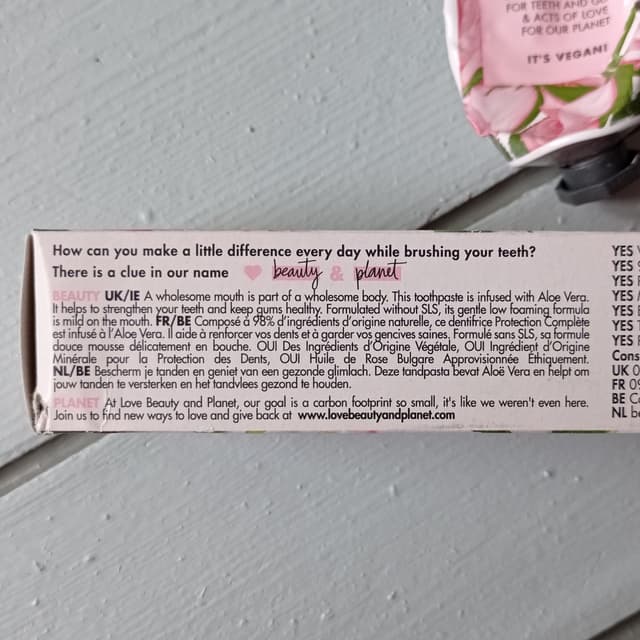 FOR TEETH AND
& ACTS OF LOVE
FOR OUR PLANET
IT'S VEGAN!
How can you make a little difference every day while brushing your teeth?
There is a clue in our name beauty & planet
BEAUTY UK/IE A wholesome mouth is part of a wholesome body. This toothpaste is infused with Aloe Vera.
It helps to strengthen your teeth and keep gums healthy. Formulated without SLS, its gentle low foaming formula
is mild on the mouth. FR/BE Composé à 98% d'ingrédients d'origine naturelle, ce dentifrice Protection Complète
est infusé à l'Aloe Vera. Il aide à renforcer vos dents et à garder vos gencives saines. Formulé sans SLS, sa formule
douce mousse délicatement en bouche. OUI Des Ingrédients d'Origine Végétale, OUI Ingrédient d'Origine
Minérale pour la Protection des Dents, OUI Huile de Rose Bulgare Approvisionnée Éthiquement.
NL/BE Bescherm je tanden en geniet van een gezonde glimlach. Deze tandpasta bevat Aloë Vera en helpt om
jouw tanden te versterken en het tandvlees gezond te houden.
PLANET At Love Beauty and Planet, our goal is a carbon footprint so small, it's like we weren't even here.
Join us to find new ways to love and give back at www.lovebeautyandplanet.com
YES
YES
YES
YES
YES
YES
Cons
UK 0
FR 0
BE
NL